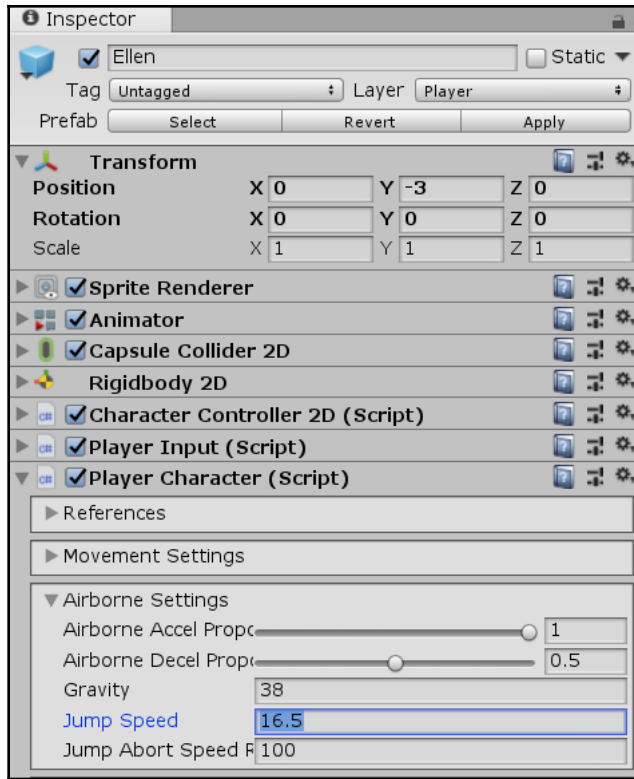 Inspector
Ellen Static
Tag Untagged Layer Player
Prefab Select Revert Apply
Transform
Position X 0 Y -3 Z 0
Rotation X 0 Y 0 Z 0
Scale X 1 Y 1 Z 1
Sprite Renderer
Animator
Capsule Collider 2D
Rigidbody 2D
c# Character Controller 2D (Script)
c# Player Input (Script)
c# Player Character (Script)
References
Movement Settings
Airborne Settings
Airborne Accel Propo 1
Airborne Decel Propo 0.5
Gravity 38
Jump Speed 16.5
Jump Abort Speed R 100